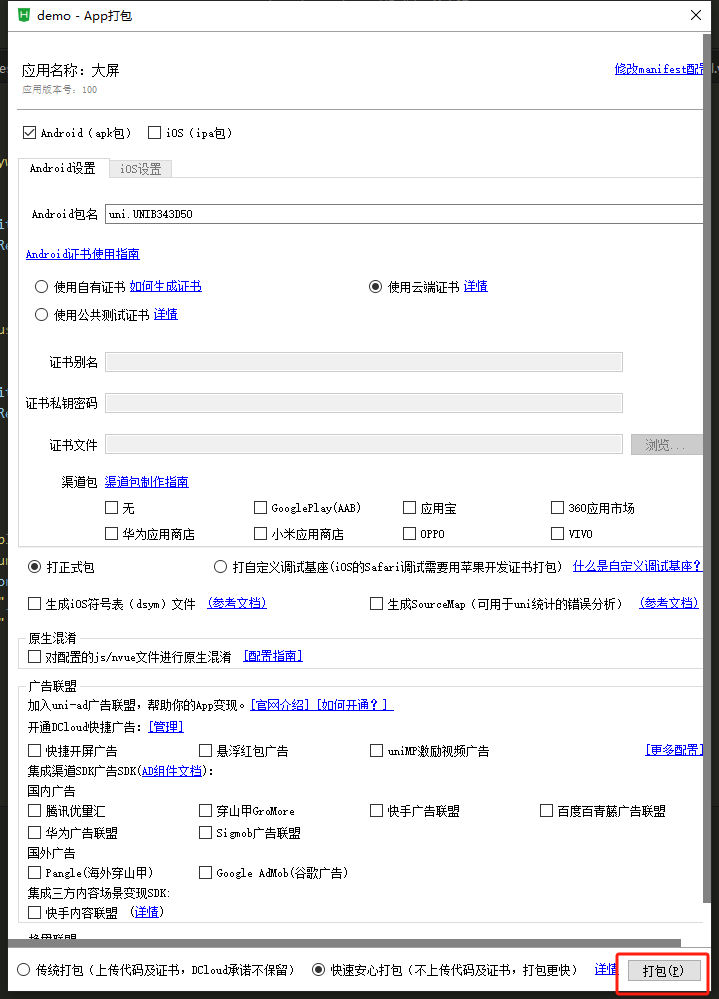 demo - App打包
应用名称：大屏
修改manifest配置
应用版本号：100
Android（apk包） iOS（ipa包）
Android设置 iOS设置
Android包名 uni.UNIB343D50
Android证书使用指南
使用自有证书 如何生成证书 使用云端证书 详情
使用公共测试证书 详情
证书别名
证书私钥密码
证书文件 浏览...
渠道包 渠道包制作指南
无 GooglePlay(AAB) 应用宝 360应用市场
华为应用商店 小米应用商店 OPPO VIVO
打正式包 打自定义调试基座(iOS的Safari调试需要用苹果开发证书打包) 什么是自定义调试基座？
生成iOS符号表（dsym）文件 (参考文档) 生成SourceMap（可用于uni统计的错误分析） (参考文档)
原生混淆
对配置的js/nvue文件进行原生混淆 [配置指南]
广告联盟
加入uni-ad广告联盟，帮助你的App变现。[官网介绍] [如何开通？]
开通DCloud快捷广告：[管理]
快捷开屏广告 悬浮红包广告 uniMP激励视频广告 [更多配置]
集成渠道SDK广告SDK(AD组件文档)：
国内广告
腾讯优量汇 穿山甲GroMore 快手广告联盟 百度百青藤广告联盟
华为广告联盟 Sigmob广告联盟
国外广告
Pangle(海外穿山甲) Google AdMob(谷歌广告)
集成三方内容场景变现SDK:
快手内容联盟 (详情)
传统打包（上传代码及证书，DCloud承诺不保留） 快速安心打包（不上传代码及证书，打包更快） 详情 打包(P)